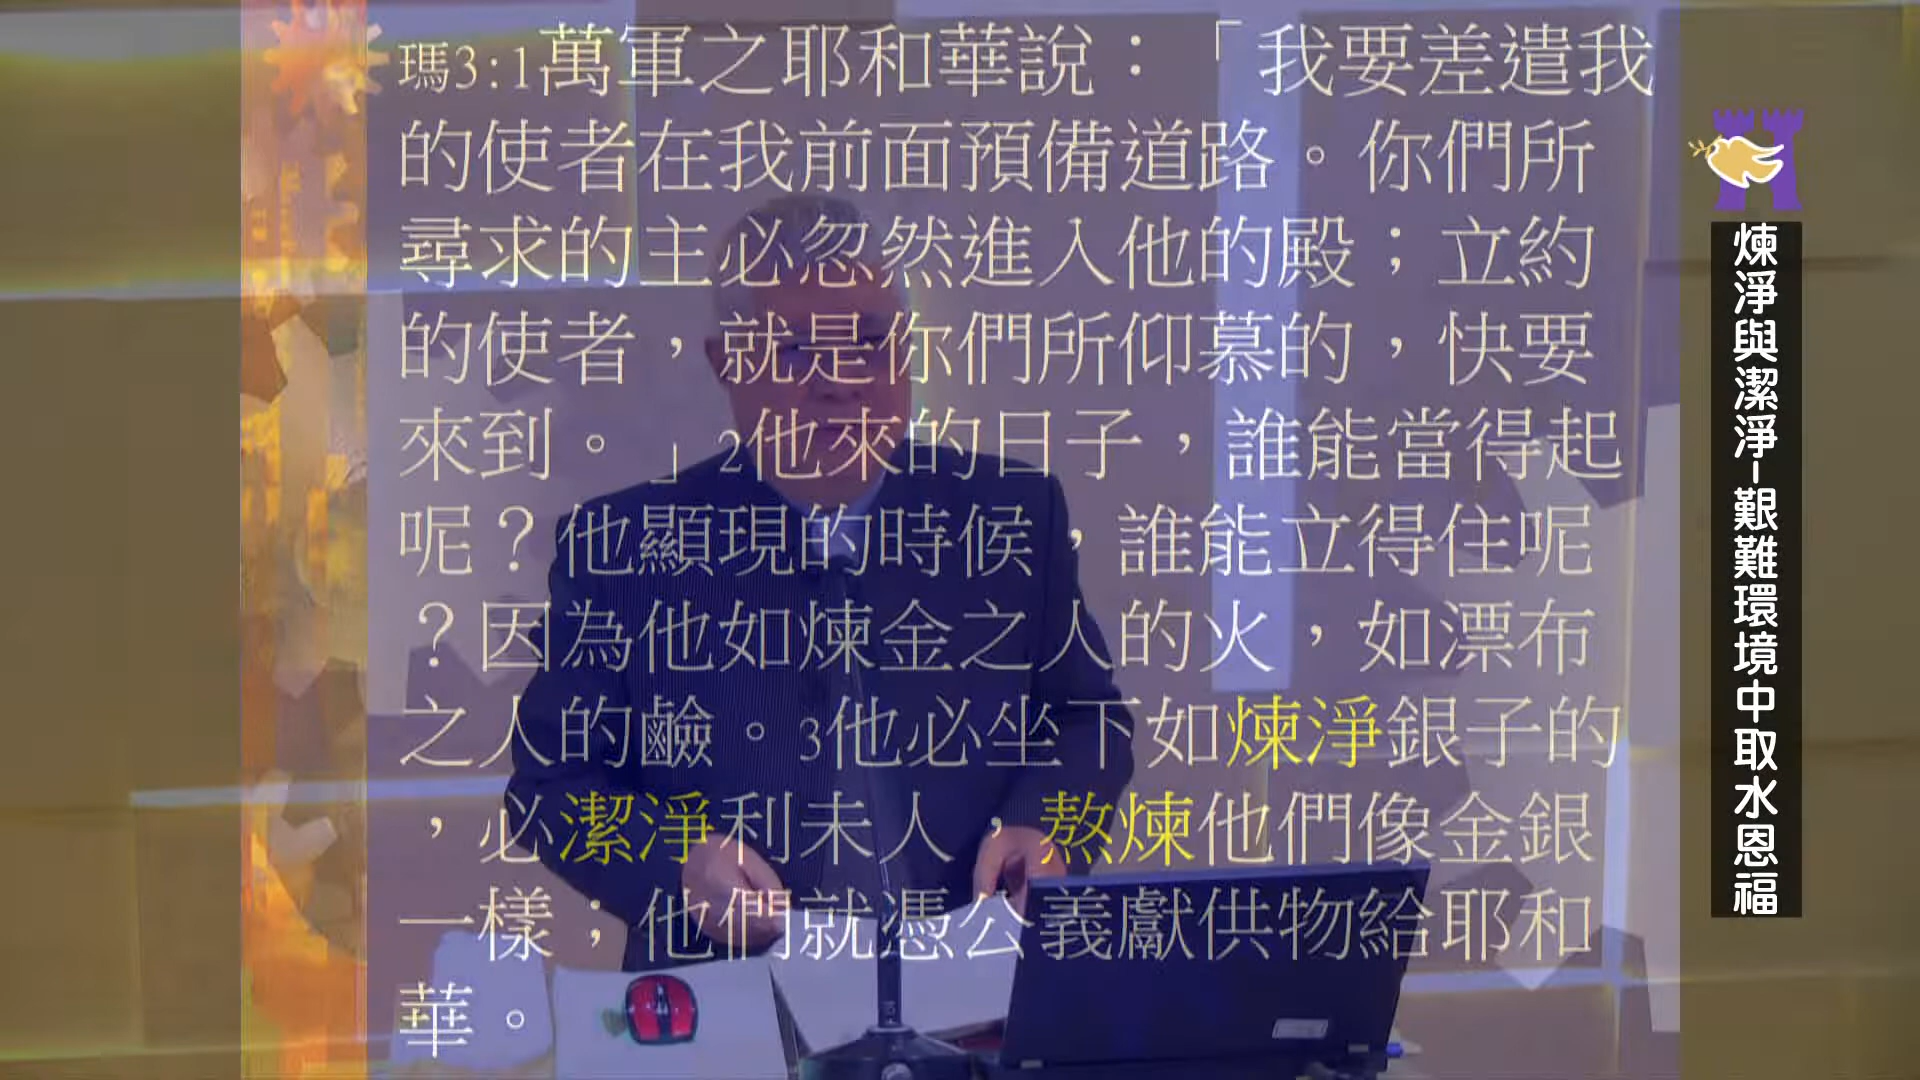 瑪3:1萬軍之耶和華說：「我要差遣我
的使者在我前面預備道路。你們所
尋求的主必忽然進入他的殿；立約
的使者，就是你們所仰慕的，快要
來到。」2他來的日子，誰能當得起
呢？他顯現的時候，誰能立得住呢
？因為他如煉金之人的火，如漂布
之人的鹼。3他必坐下如煉淨銀子的
，必潔淨利未人，熬煉他們像金銀
一樣；他們就憑公義獻供物給耶和
華。
煉淨與潔淨-艱難環境中取水恩福